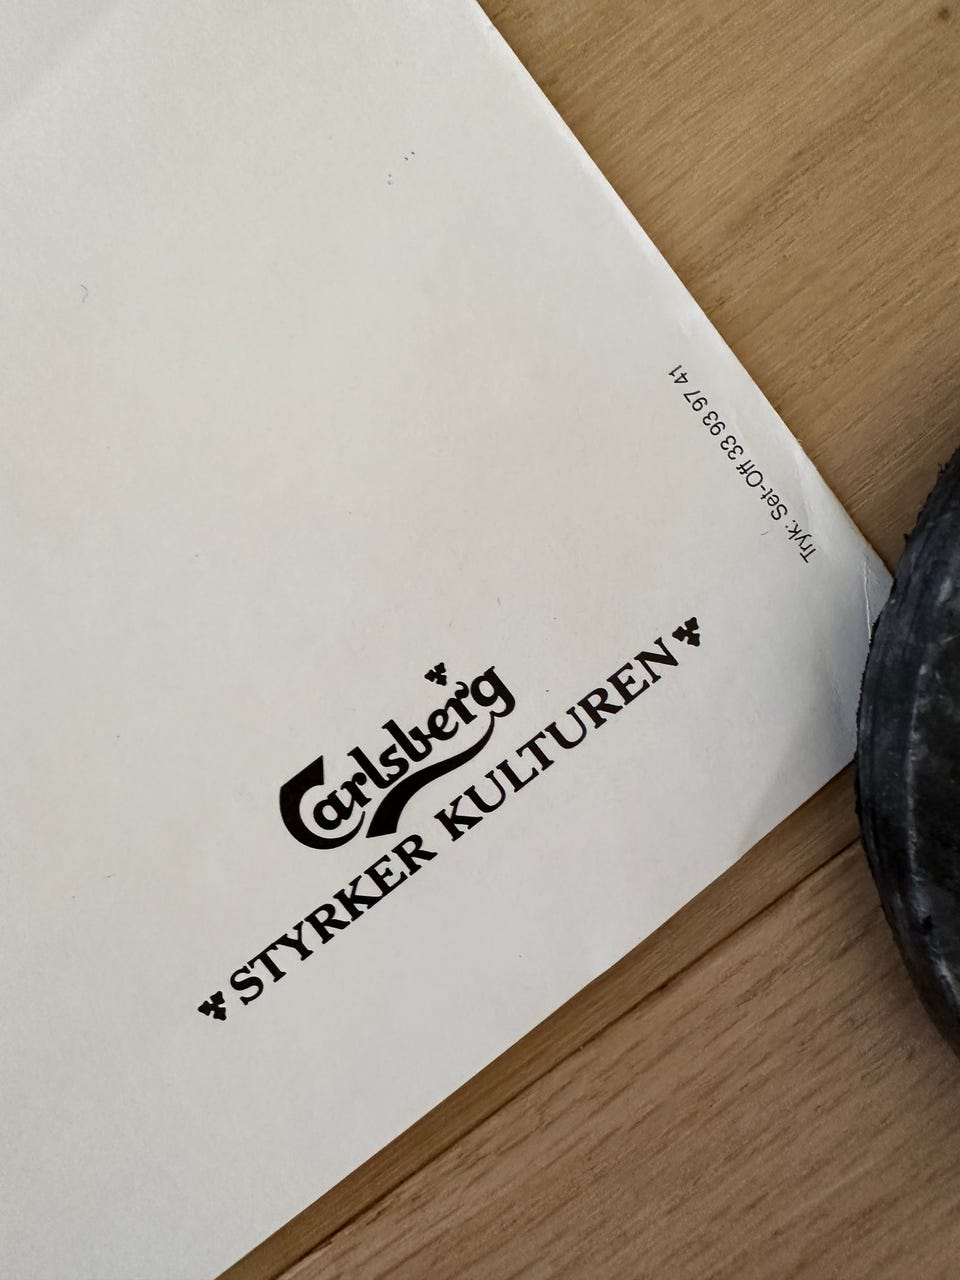 Carlsberg
STYRKER KULTUREN
Tryk: Set-Off 33 93 97 41